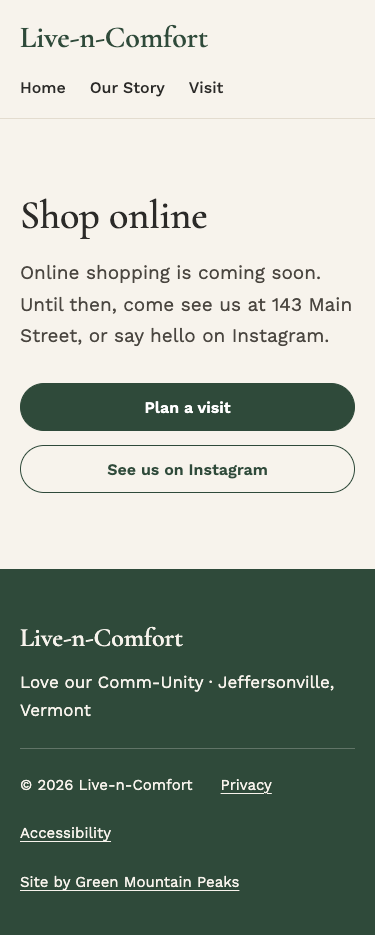 Live-n-Comfort
Home Our Story Visit
Shop online
Online shopping is coming soon.
Until then, come see us at 143 Main
Street, or say hello on Instagram.
Plan a visit
See us on Instagram
Live-n-Comfort
Love our Comm-Unity · Jeffersonville,
Vermont
© 2026 Live-n-Comfort Privacy
Accessibility
Site by Green Mountain Peaks